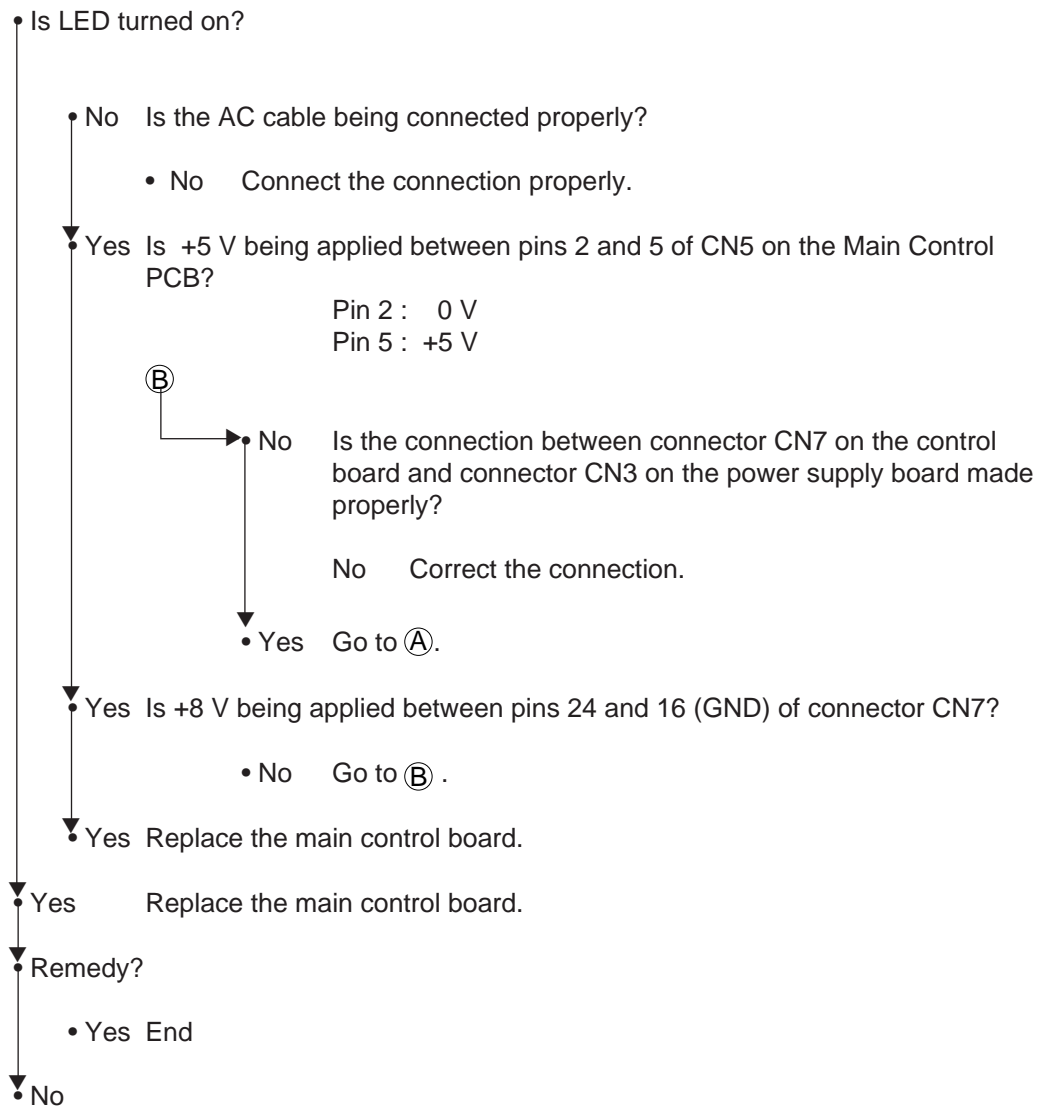 • Is LED turned on?
• No Is the AC cable being connected properly?
• No Connect the connection properly.
• Yes Is +5 V being applied between pins 2 and 5 of CN5 on the Main Control
PCB?
Pin 2 : 0 V
Pin 5 : +5 V
Ⓑ
• No Is the connection between connector CN7 on the control
board and connector CN3 on the power supply board made
properly?
No Correct the connection.
• Yes Go to Ⓐ.
• Yes Is +8 V being applied between pins 24 and 16 (GND) of connector CN7?
• No Go to Ⓑ .
• Yes Replace the main control board.
• Yes Replace the main control board.
• Remedy?
• Yes End
• No